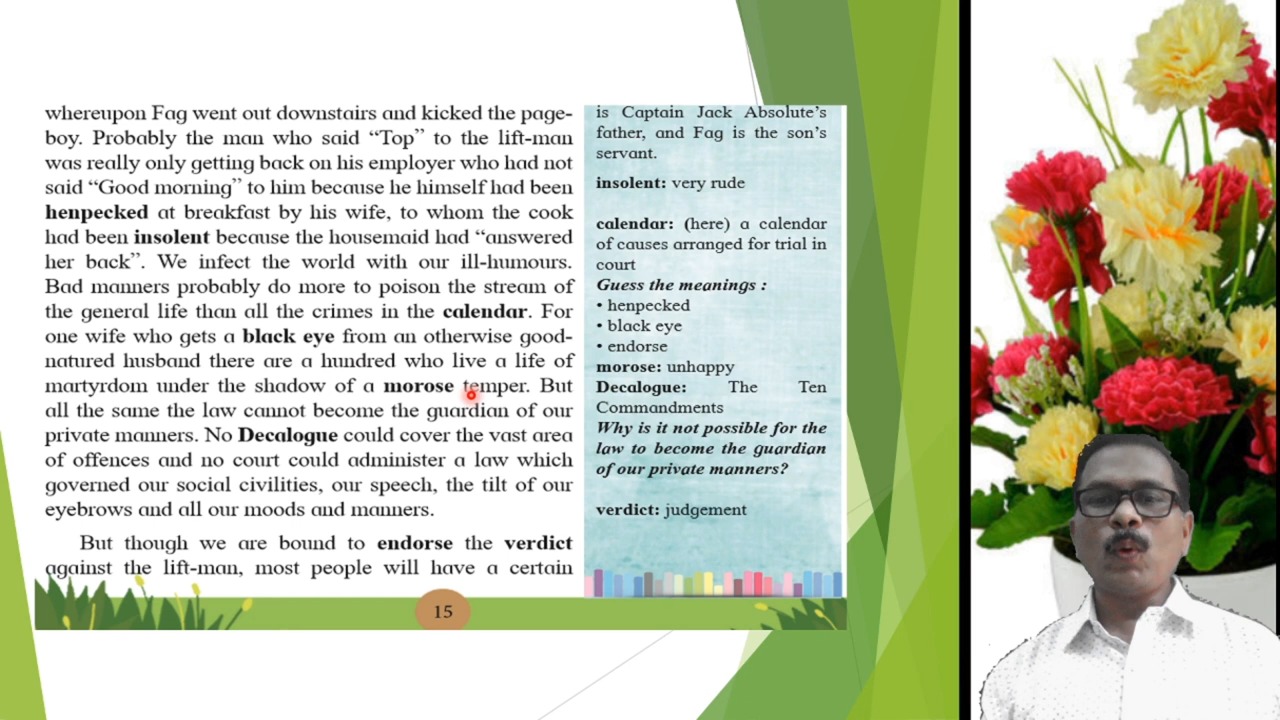 whereupon Fag went out downstairs and kicked the page-
boy. Probably the man who said “Top” to the lift-man
was really only getting back on his employer who had not
said “Good morning” to him because he himself had been
henpecked at breakfast by his wife, to whom the cook
had been insolent because the housemaid had “answered
her back”. We infect the world with our ill-humours.
Bad manners probably do more to poison the stream of
the general life than all the crimes in the calendar. For
one wife who gets a black eye from an otherwise good-
natured husband there are a hundred who live a life of
martyrdom under the shadow of a morose temper. But
all the same the law cannot become the guardian of our
private manners. No Decalogue could cover the vast area
of offences and no court could administer a law which
governed our social civilities, our speech, the tilt of our
eyebrows and all our moods and manners.
But though we are bound to endorse the verdict
against the lift-man, most people will have a certain
is Captain Jack Absolute’s
father, and Fag is the son’s
servant.
insolent: very rude
calendar: (here) a calendar
of causes arranged for trial in
court
Guess the meanings :
• henpecked
• black eye
• endorse
morose: unhappy
Decalogue: The Ten
Commandments
Why is it not possible for the
law to become the guardian
of our private manners?
verdict: judgement
15